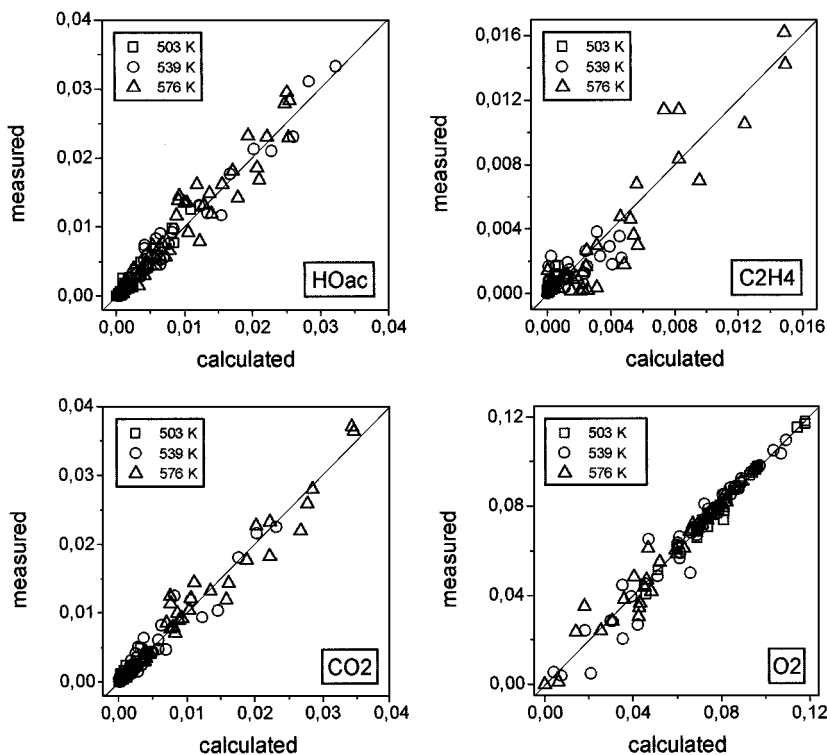 0,04
503 K
539 K
576 K
0,03
0,02
0,01
0,00
measured
HOac
0,00 0,01 0,02 0,03 0,04
calculated
0,016
503 K
539 K
576 K
0,012
0,008
0,004
0,000
measured
C2H4
0,000 0,004 0,008 0,012 0,016
calculated
0,04
503 K
539 K
576 K
0,03
0,02
0,01
0,00
measured
CO2
0,00 0,01 0,02 0,03 0,04
calculated
0,12
503 K
539 K
576 K
0,08
0,04
0,00
measured
O2
0,00 0,04 0,08 0,12
calculated